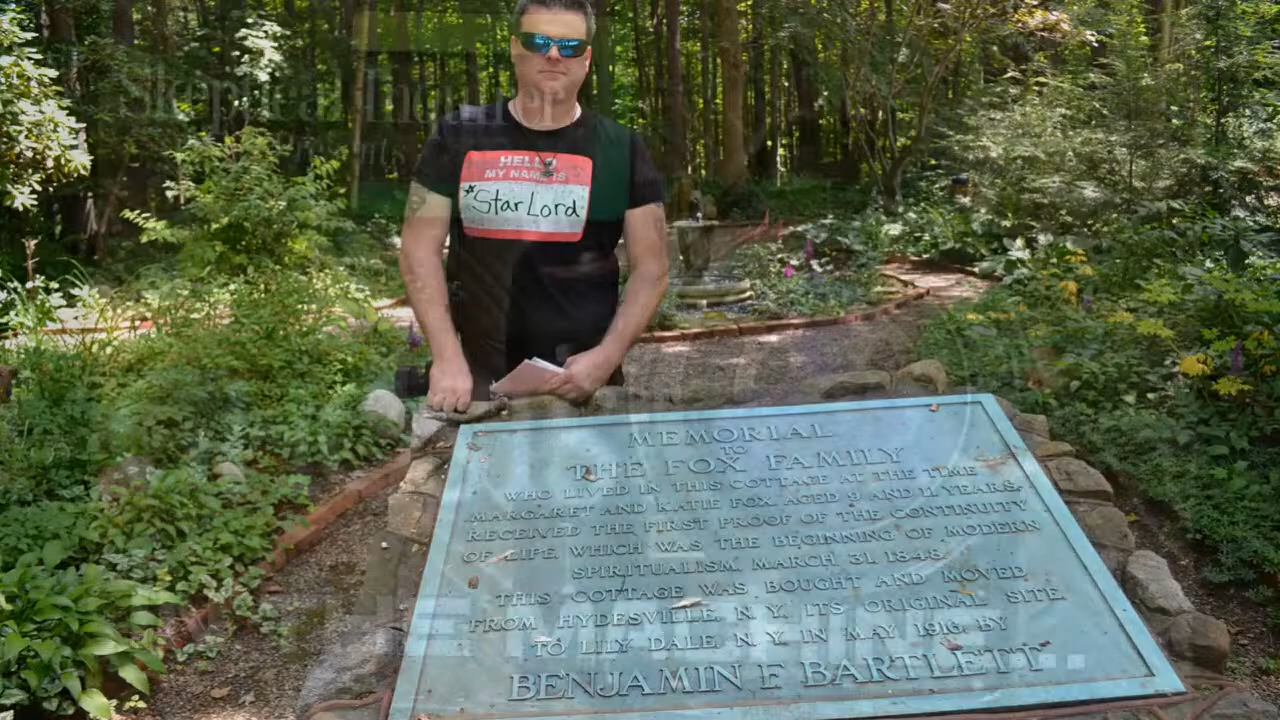 Skeptical Inquirer
HELLO
MY NAME IS
*StarLord
MEMORIAL
TO
THE FOX FAMILY
WHO LIVED IN THIS COTTAGE AT THE TIME
MARGARET AND KATIE FOX AGED 9 AND 11 YEARS,
RECEIVED THE FIRST PROOF OF THE CONTINUITY
OF LIFE, WHICH WAS THE BEGINNING OF MODERN
SPIRITUALISM, MARCH 31, 1848.
THIS COTTAGE WAS BOUGHT AND MOVED
FROM HYDESVILLE, N. Y. ITS ORIGINAL SITE.
TO LILY DALE, N. Y. IN MAY 1916, BY
BENJAMIN F BARTLETT